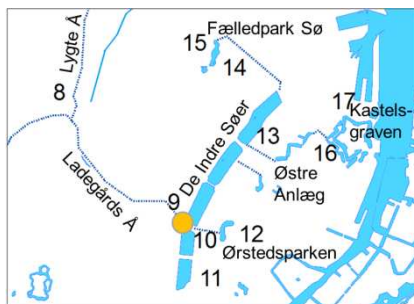 Fælledpark Sø
15
14
Lygte Å
8
17
Kastels-
graven
De Indre Søer
13
16
Østre
Anlæg
Ladegårds Å
9
10
12
Ørstedsparken
11